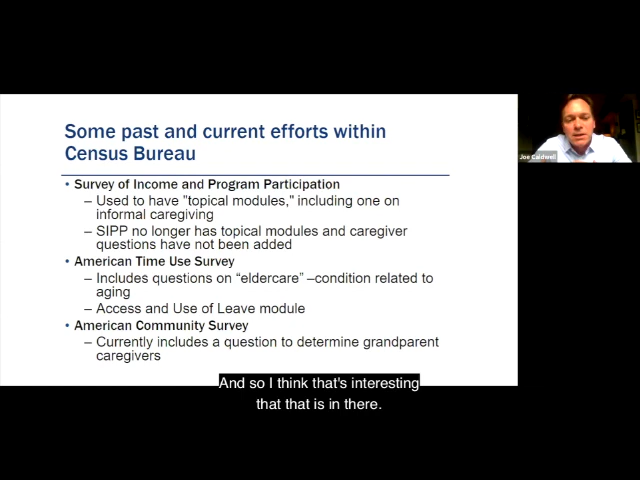 Some past and current efforts within
Census Bureau
• Survey of Income and Program Participation
– Used to have "topical modules," including one on
informal caregiving
– SIPP no longer has topical modules and caregiver
questions have not been added
• American Time Use Survey
– Includes questions on “eldercare” –condition related to
aging
– Access and Use of Leave module
• American Community Survey
– Currently includes a question to determine grandparent
caregivers
Joe Caldwell
And so I think that's interesting
that that is in there.